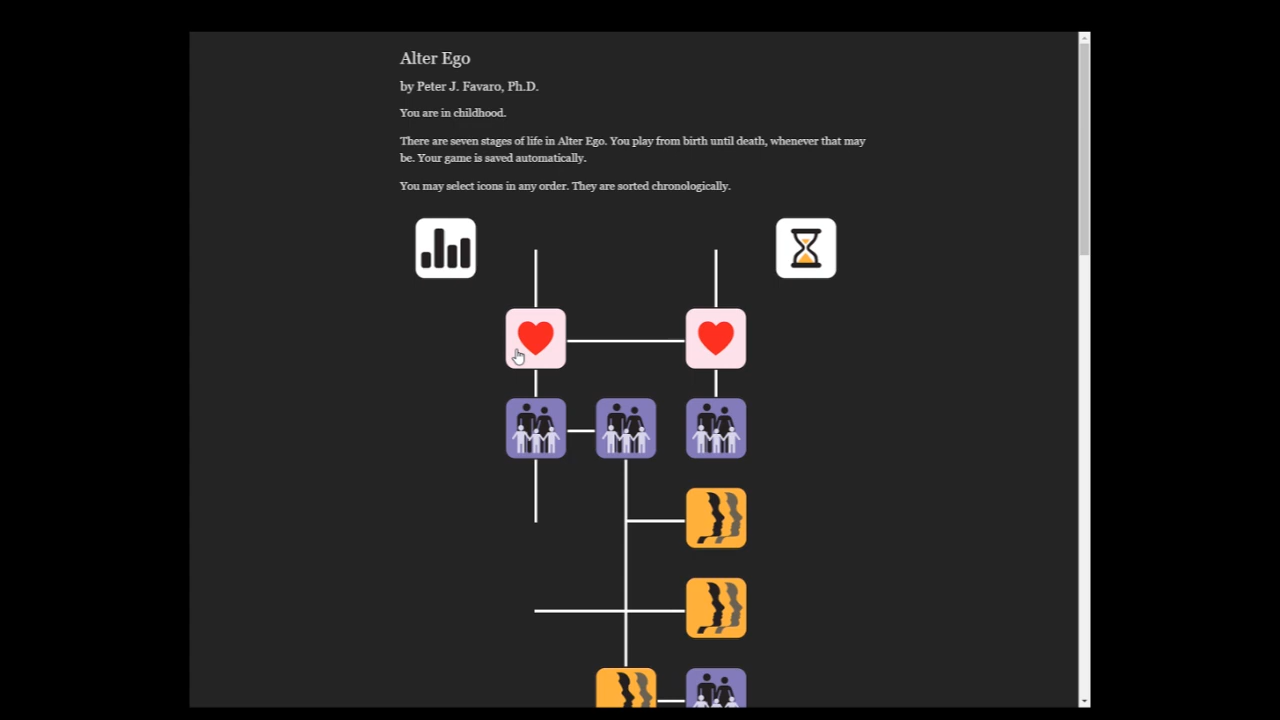 Alter Ego
by Peter J. Favaro, Ph.D.
You are in childhood.
There are seven stages of life in Alter Ego. You play from birth until death, whenever that may
be. Your game is saved automatically.
You may select icons in any order. They are sorted chronologically.